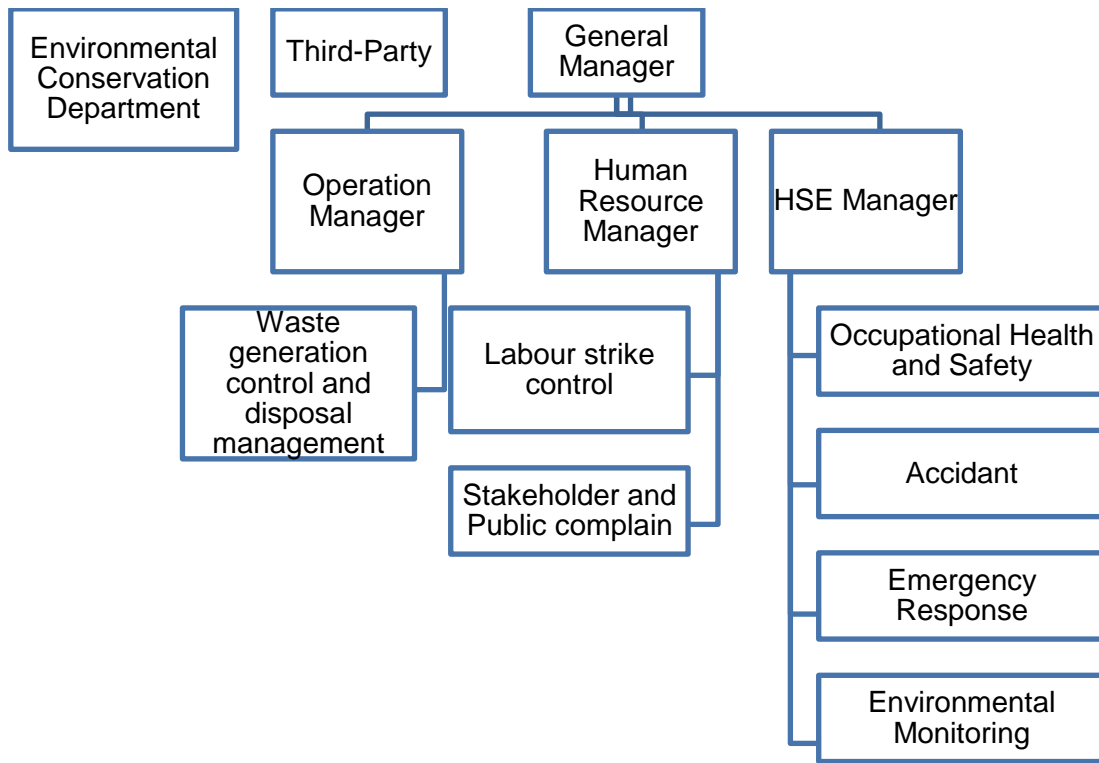 Environmental
Conservation
Department
Third-Party
General
Manager
Operation
Manager
Human
Resource
Manager
HSE Manager
Waste
generation
control and
disposal
management
Labour strike
control
Stakeholder and
Public complain
Occupational Health
and Safety
Accidant
Emergency
Response
Environmental
Monitoring